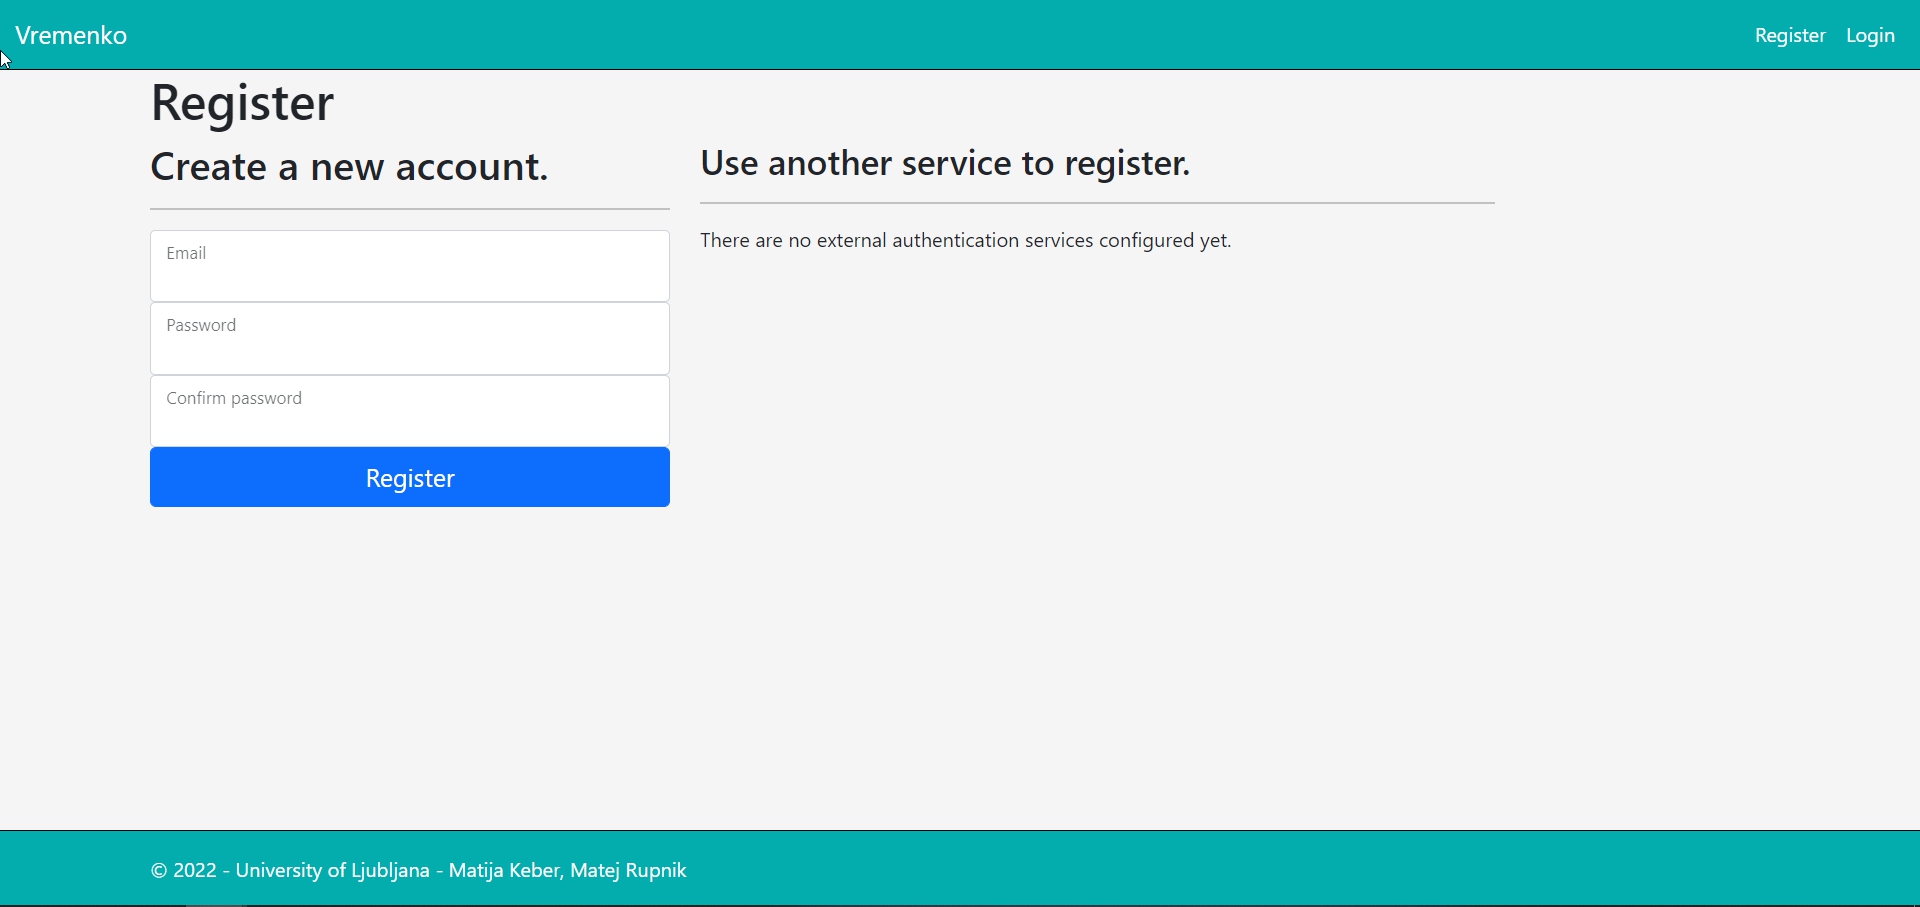 Vremenko
Register Login
Register
Create a new account.
Email
Password
Confirm password
Register
Use another service to register.
There are no external authentication services configured yet.
© 2022 - University of Ljubljana - Matija Keber, Matej Rupnik